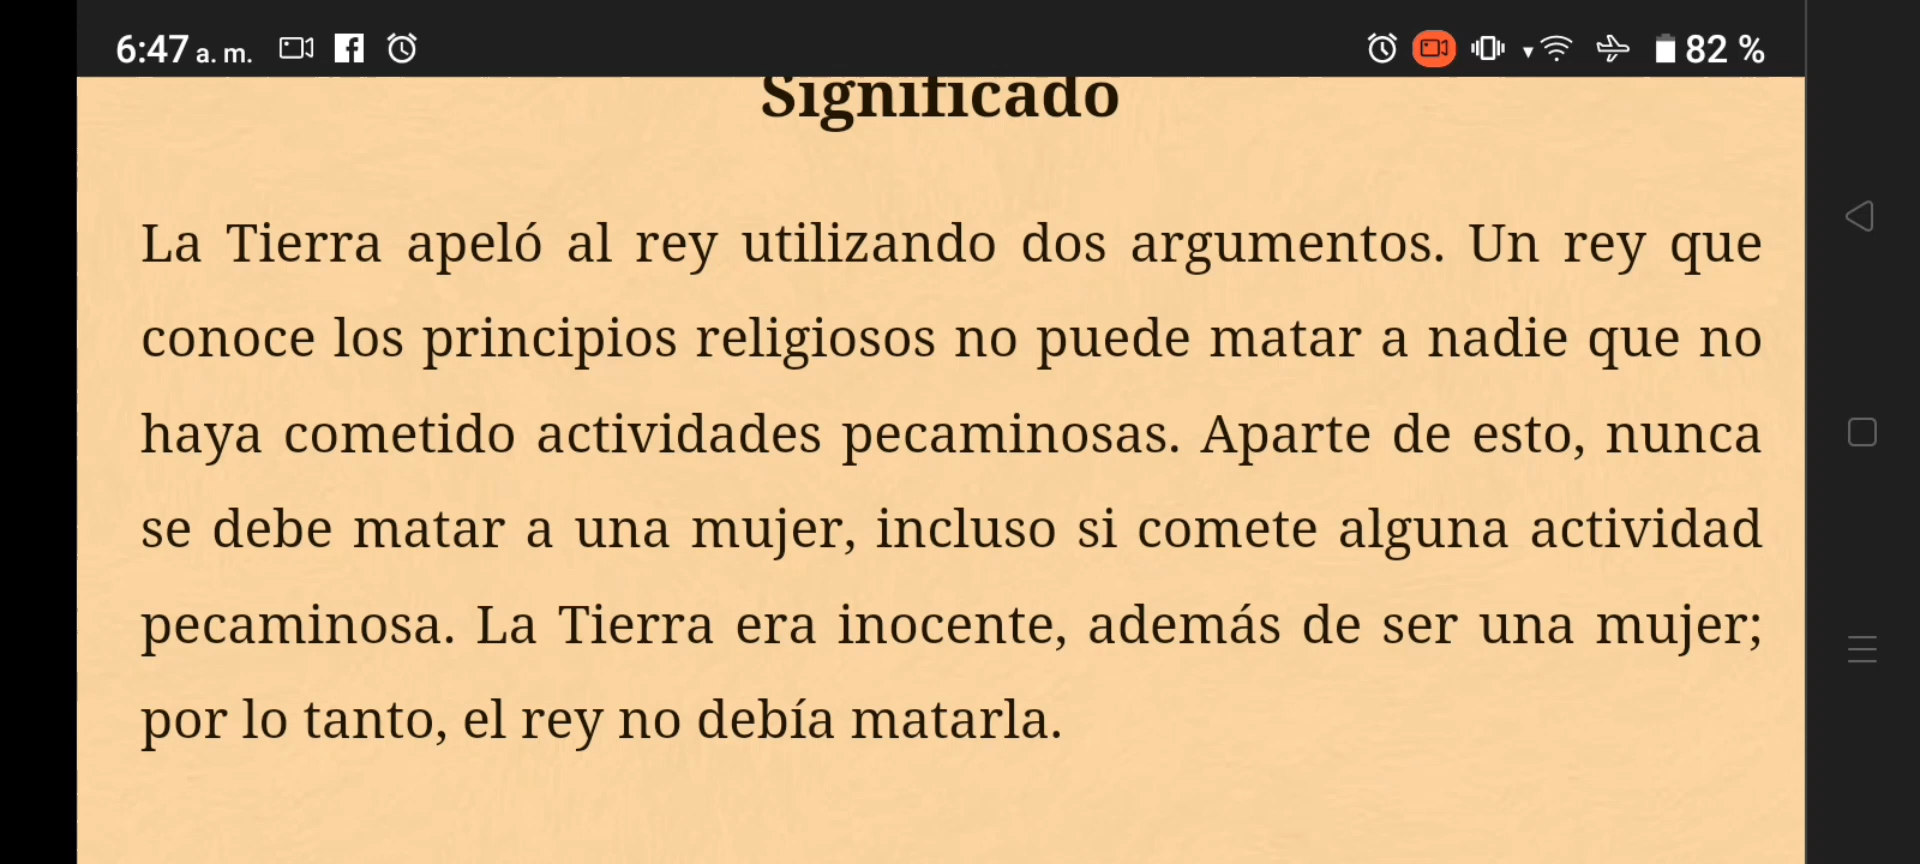 6:47 a. m.
82 %
Significado
La Tierra apeló al rey utilizando dos argumentos. Un rey que
conoce los principios religiosos no puede matar a nadie que no
haya cometido actividades pecaminosas. Aparte de esto, nunca
se debe matar a una mujer, incluso si comete alguna actividad
pecaminosa. La Tierra era inocente, además de ser una mujer;
por lo tanto, el rey no debía matarla.